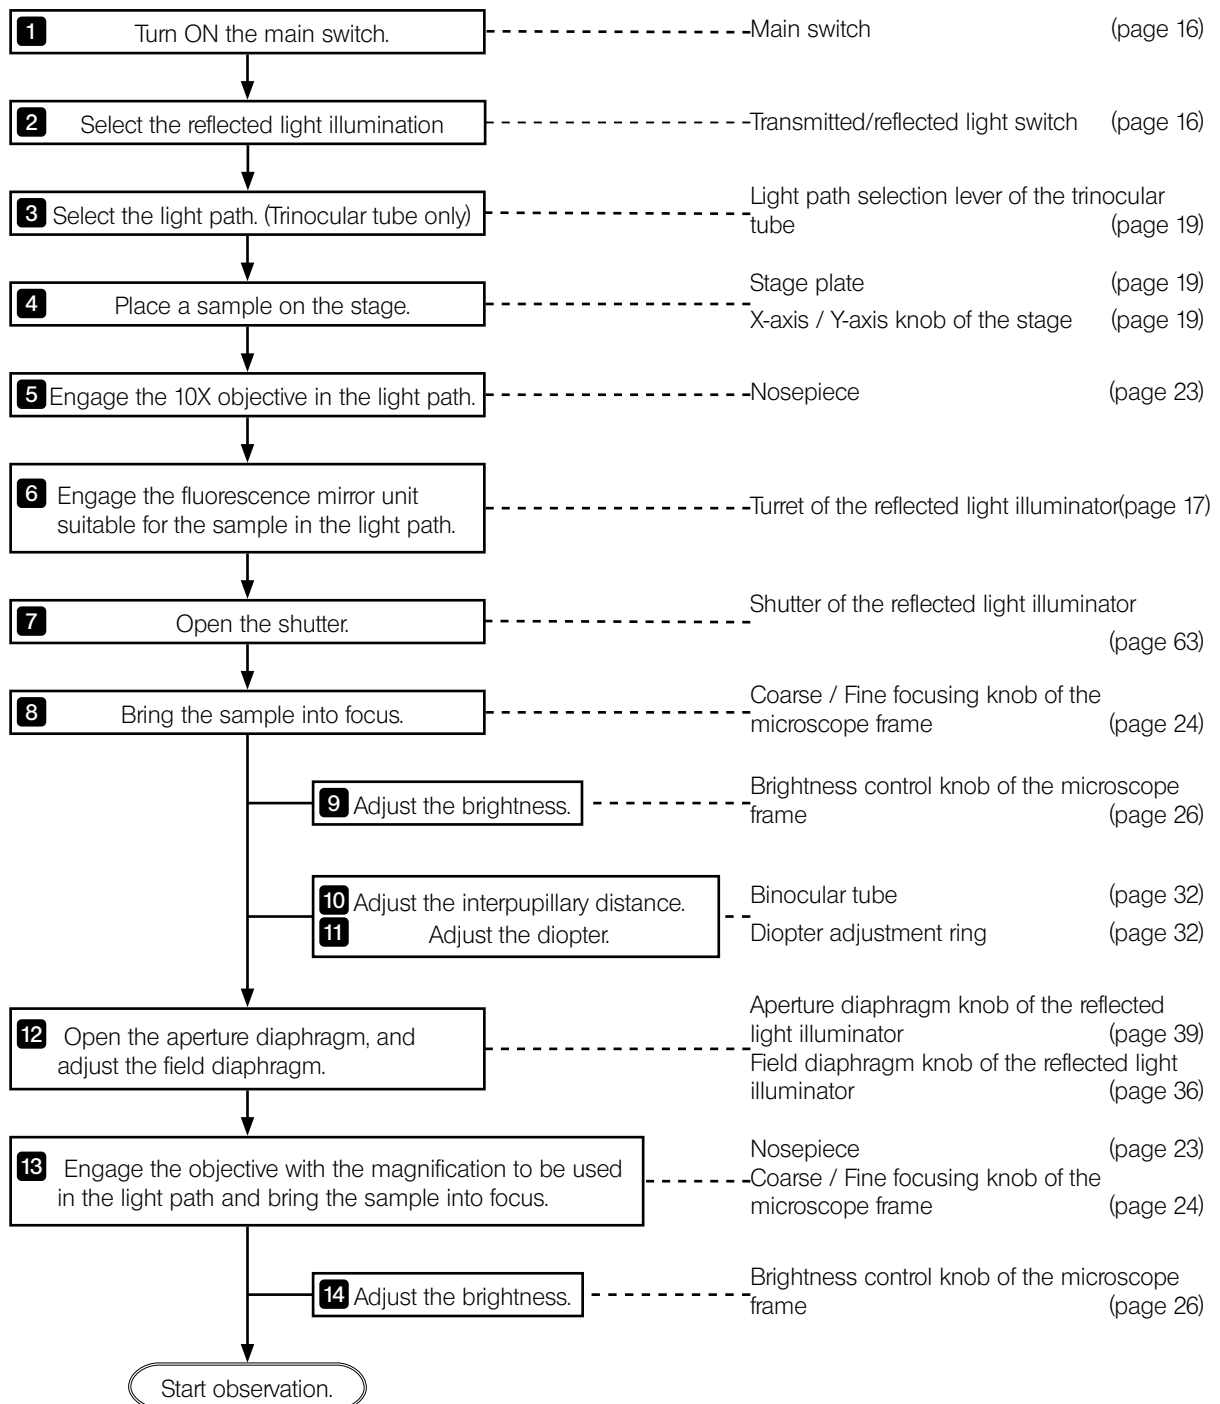 1 Turn ON the main switch.
Main switch (page 16)
2 Select the reflected light illumination
Transmitted/reflected light switch (page 16)
3 Select the light path. (Trinocular tube only)
Light path selection lever of the trinocular
tube (page 19)
4 Place a sample on the stage.
Stage plate (page 19)
X-axis / Y-axis knob of the stage (page 19)
5 Engage the 10X objective in the light path.
Nosepiece (page 23)
6 Engage the fluorescence mirror unit
suitable for the sample in the light path.
Turret of the reflected light illuminator(page 17)
7 Open the shutter.
Shutter of the reflected light illuminator
(page 63)
8 Bring the sample into focus.
Coarse / Fine focusing knob of the
microscope frame (page 24)
9 Adjust the brightness.
Brightness control knob of the microscope
frame (page 26)
10 Adjust the interpupillary distance.
11 Adjust the diopter.
Binocular tube (page 32)
Diopter adjustment ring (page 32)
12 Open the aperture diaphragm, and
adjust the field diaphragm.
Aperture diaphragm knob of the reflected
light illuminator (page 39)
Field diaphragm knob of the reflected light
illuminator (page 36)
13 Engage the objective with the magnification to be used
in the light path and bring the sample into focus.
Nosepiece (page 23)
Coarse / Fine focusing knob of the
microscope frame (page 24)
14 Adjust the brightness.
Brightness control knob of the microscope
frame (page 26)
Start observation.